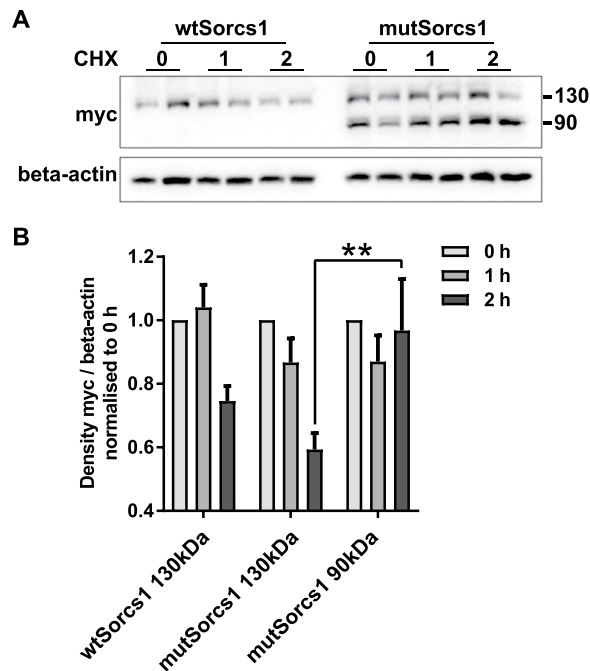 A
wtSorcs1 mutSorcs1
CHX 0 1 2 0 1 2
myc
130
90
beta-actin
B
Density myc / beta-actin
normalised to 0 h
1.2
1.0
0.8
0.6
0.4
**
0 h
1 h
2 h
wtSorcs1 130kDa
mutSorcs1 130kDa
mutSorcs1 90kDa